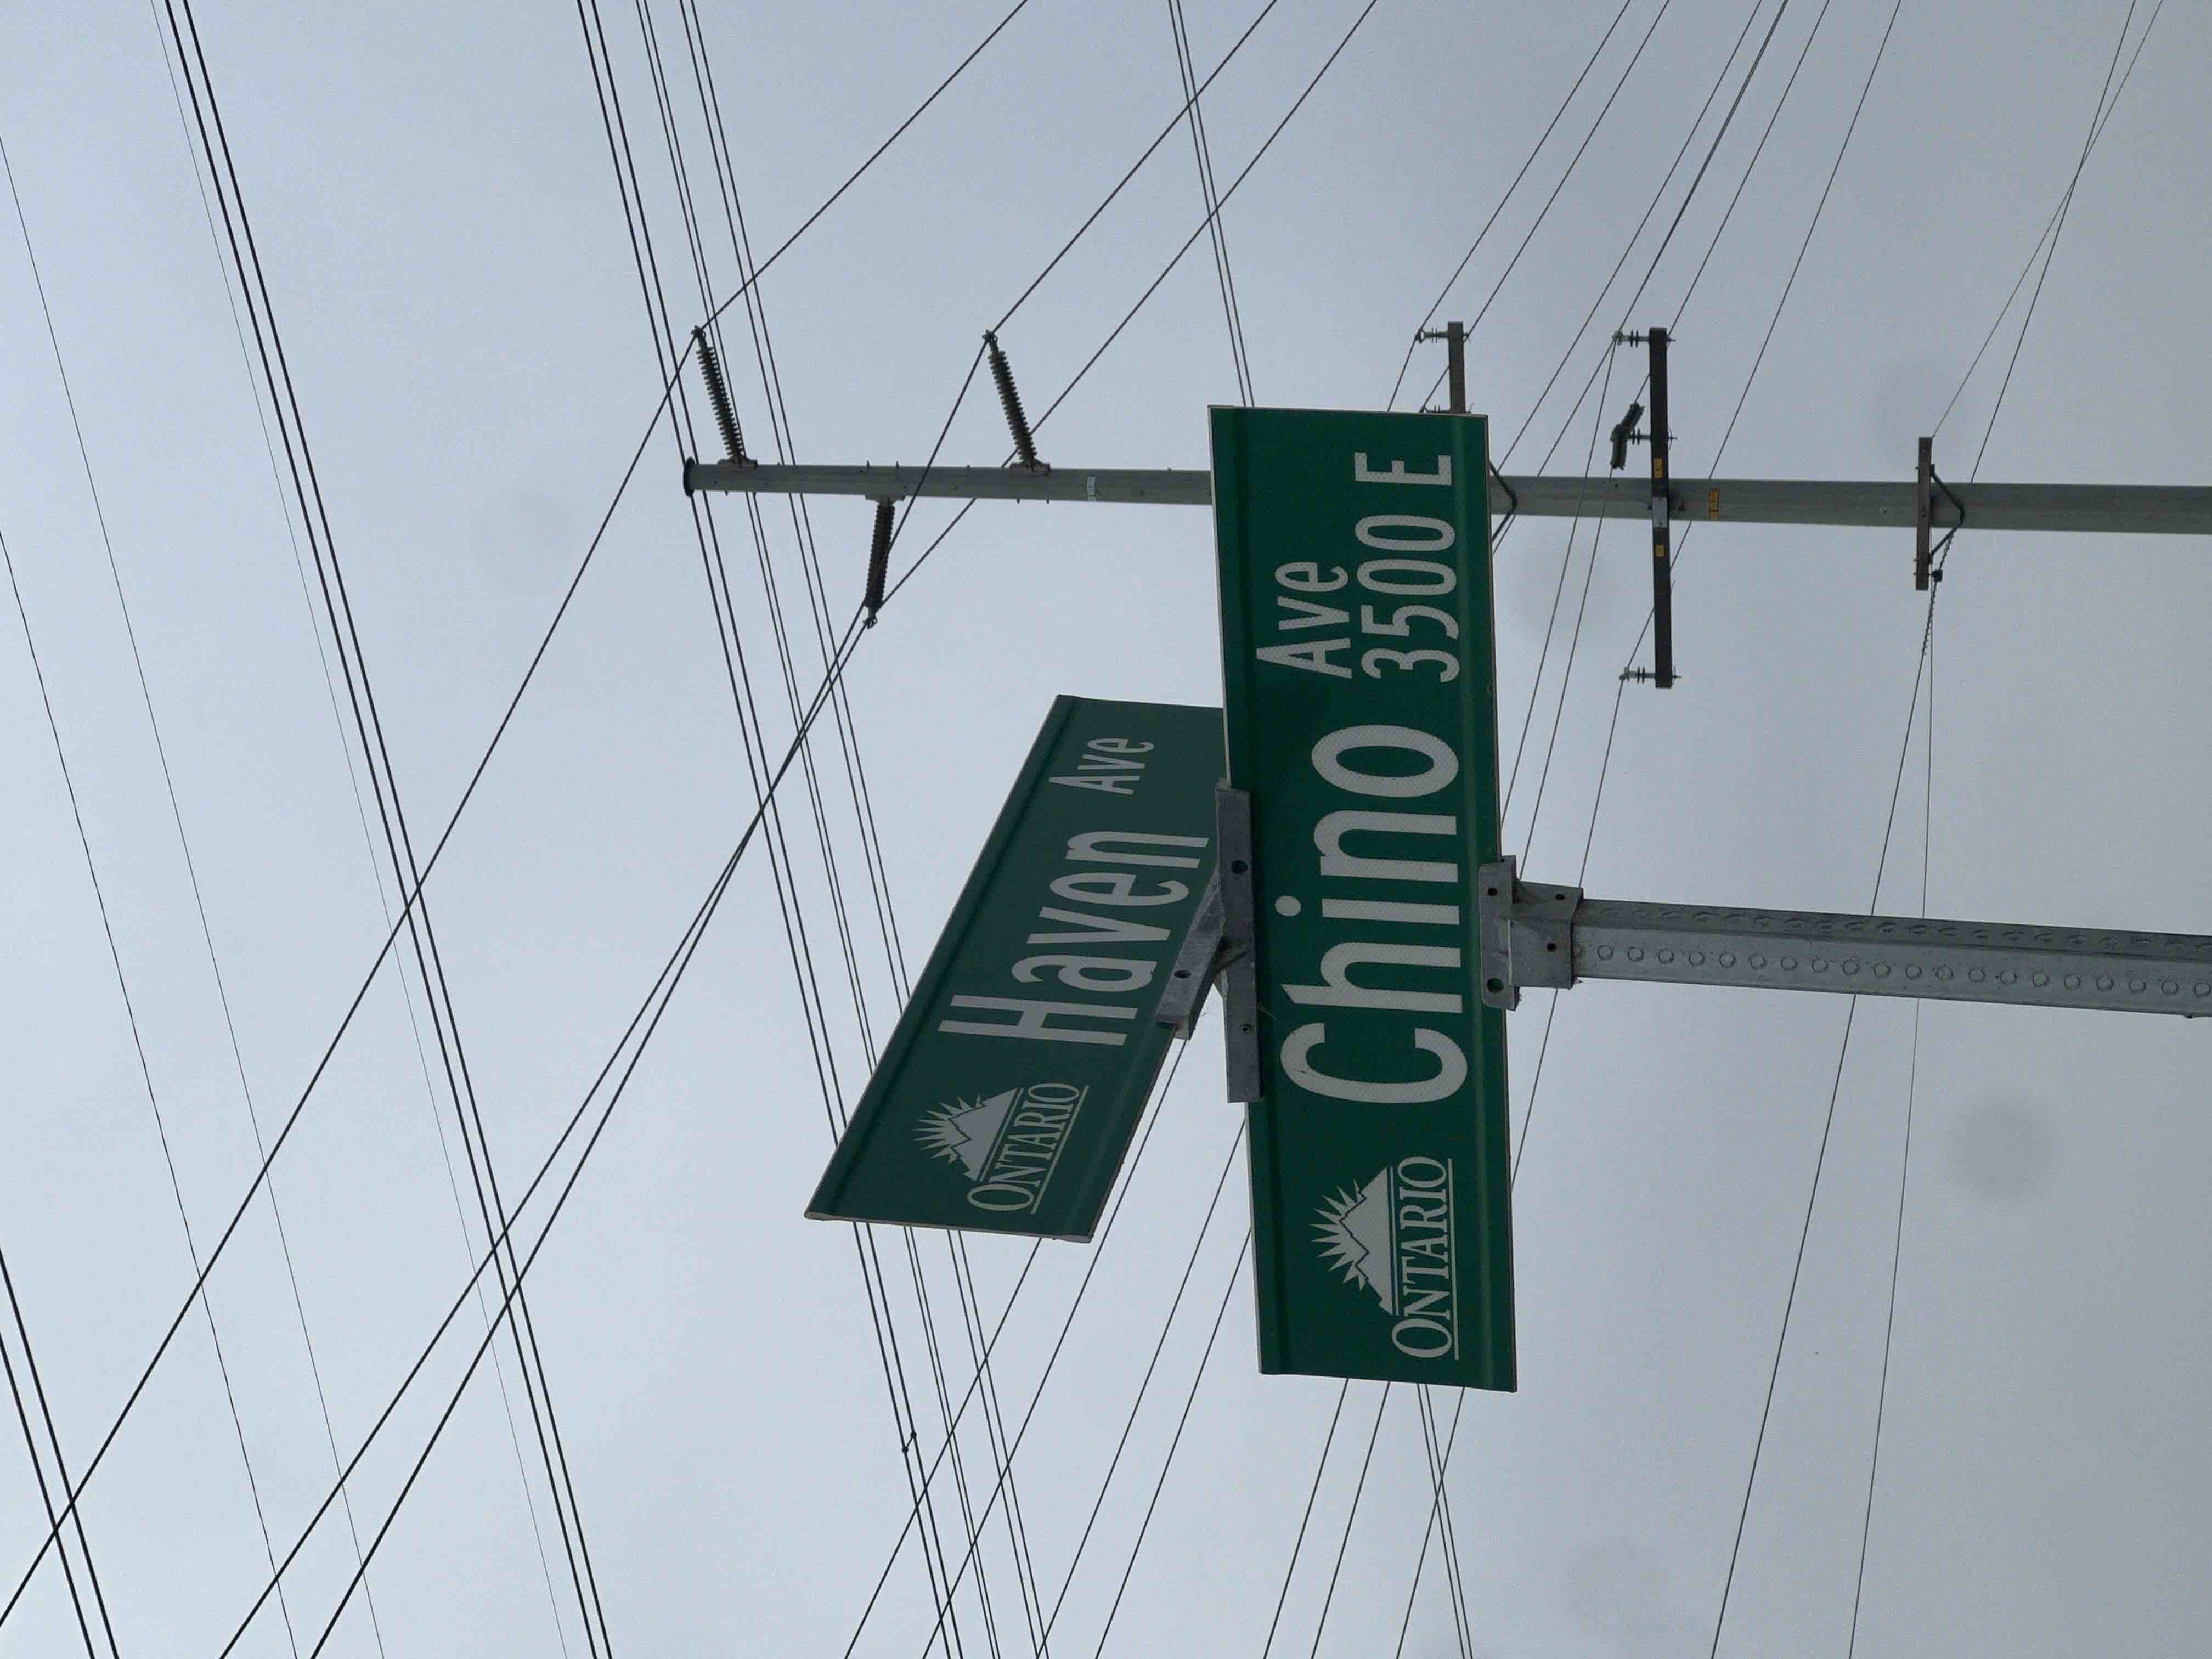 ONTARIO
Haven Ave
ONTARIO
Chino Ave
3500 E